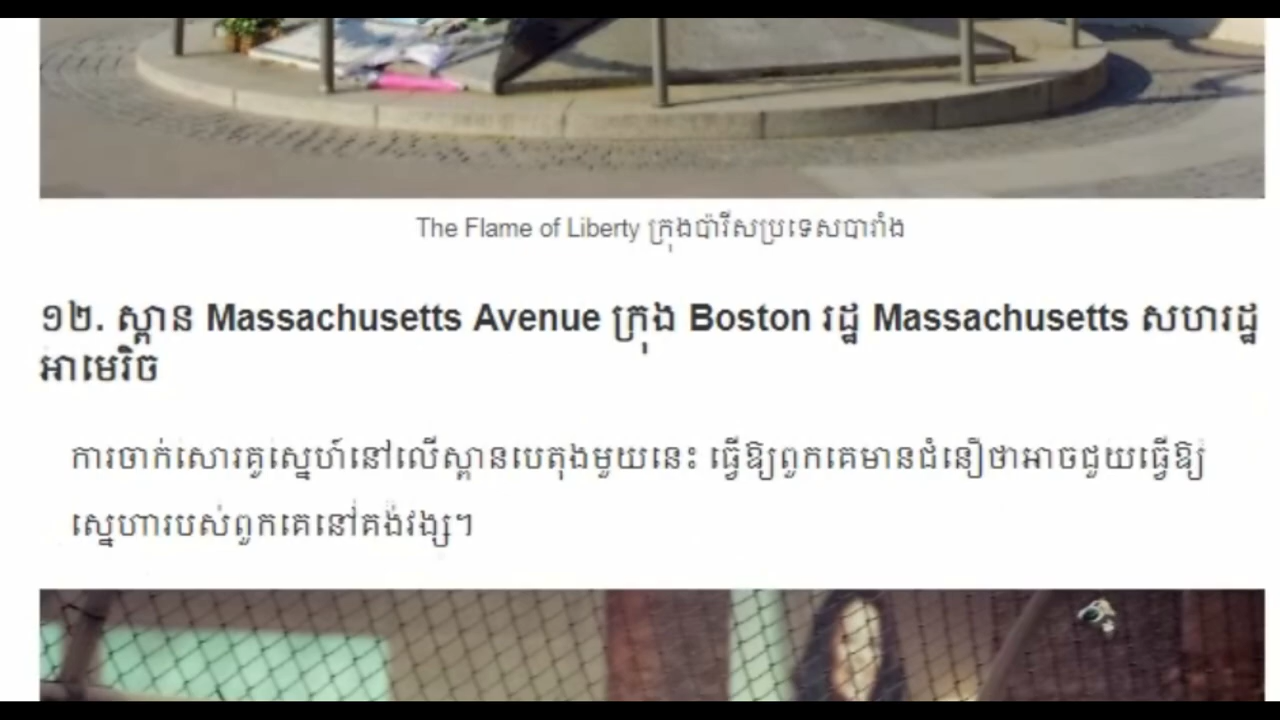 The Flame of Liberty ក្រុងប៉ារីសប្រទេសបារាំង
១២. ស្ពាន Massachusetts Avenue ក្រុង Boston រដ្ឋ Massachusetts សហរដ្ឋ
អាមេរិច
ការចាក់សោរគូស្នេហ៍នៅលើស្ពានបេតុងមួយនេះ ធ្វើឱ្យពួកគេមានជំនឿថាអាចជួយធ្វើឱ្យ
ស្នេហារបស់ពួកគេនៅគង់វង្ស។